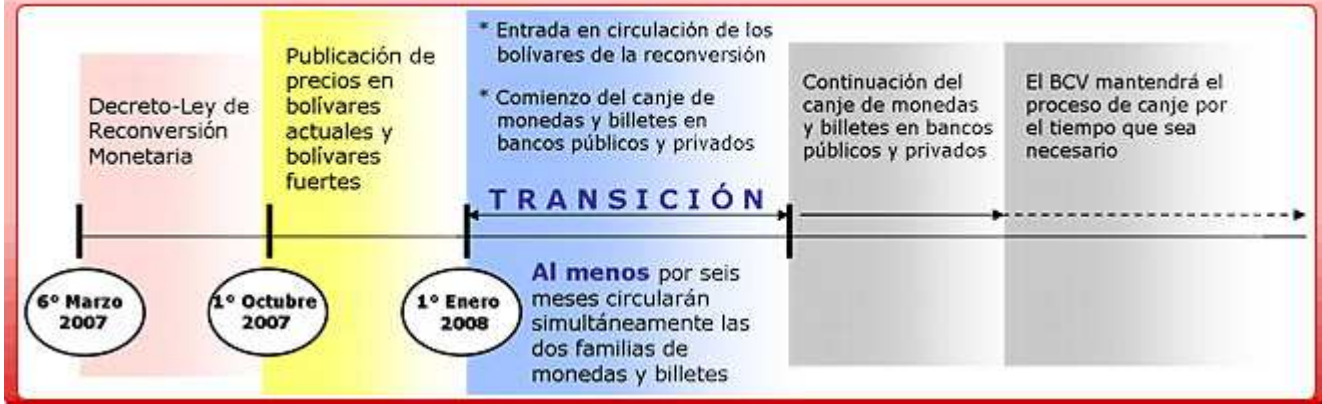 Decreto-Ley de
Reconversión
Monetaria
Publicación de
precios en
bolívares
actuales y
bolívares
fuertes
* Entrada en circulación de los
bolívares de la reconversión
* Comienzo del canje de
monedas y billetes en
bancos públicos y privados
Continuación del
canje de monedas
y billetes en bancos
públicos y privados
El BCV mantendrá el
proceso de canje por
el tiempo que sea
necesario
TRANSICIÓN
6º Marzo
2007
1º Octubre
2007
1º Enero
2008
Al menos por seis
meses circularán
simultáneamente las
dos familias de
monedas y billetes